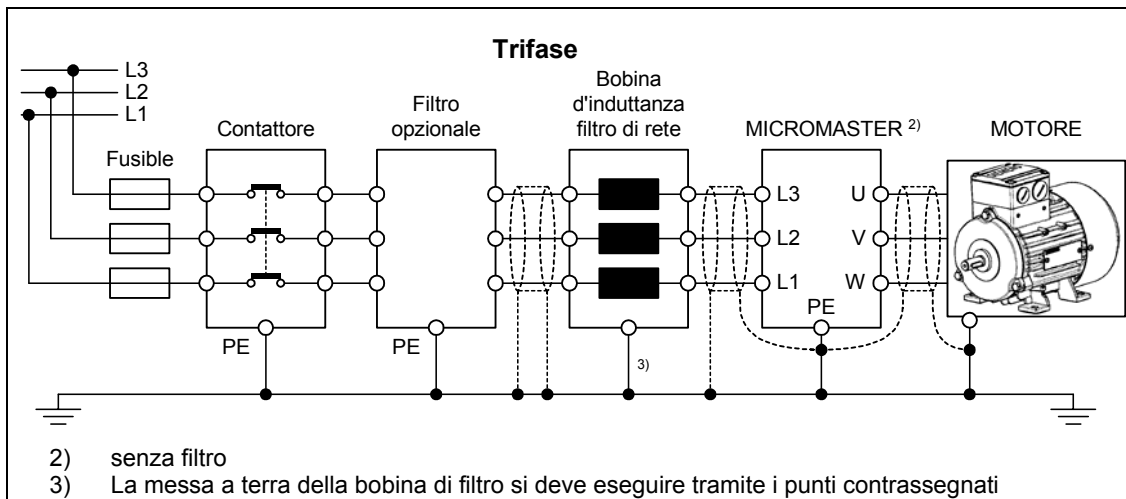 Trifase
L3
L2
L1
Fusible
Contattore
Filtro
opzionale
Bobina
d'induttanza
filtro di rete
MICROMASTER 2)
MOTORE
L3
L2
L1
U
V
W
PE
PE
PE
3)
2) senza filtro
3) La messa a terra della bobina di filtro si deve eseguire tramite i punti contrassegnati